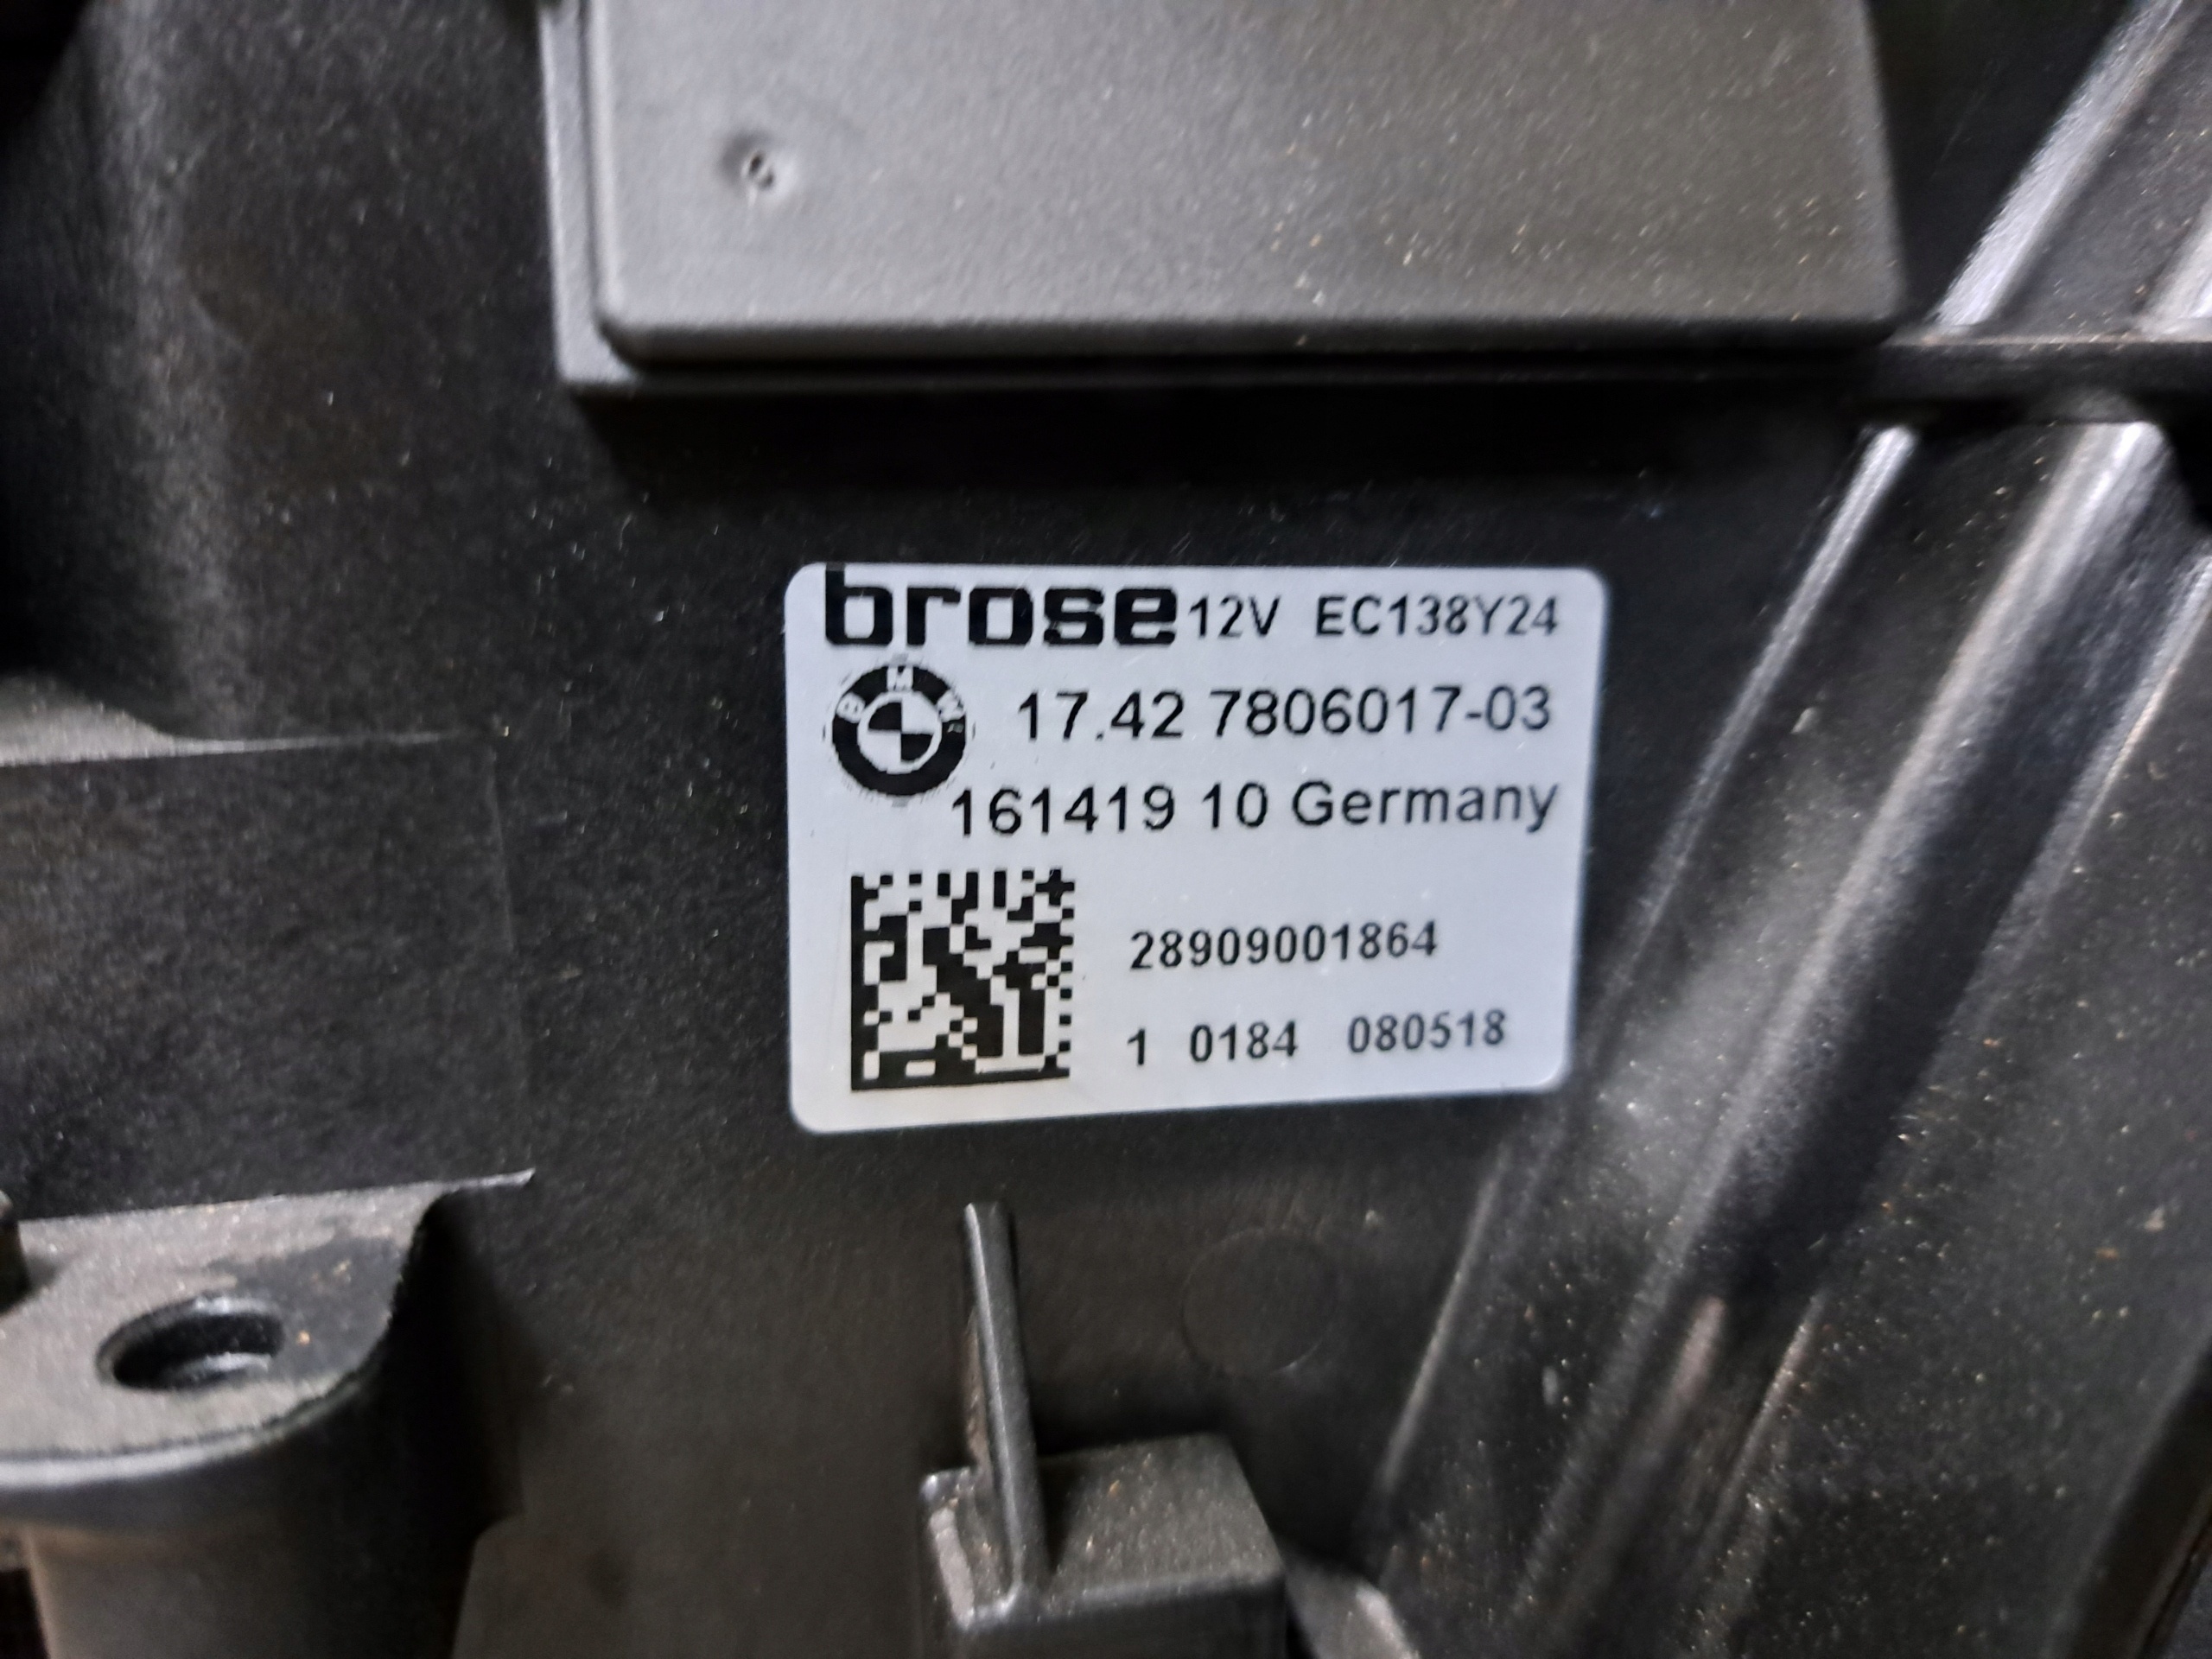 brose 12V EC138Y24
BMW
17.42 7806017-03
161419 10 Germany
28909001864
1 0184 080518